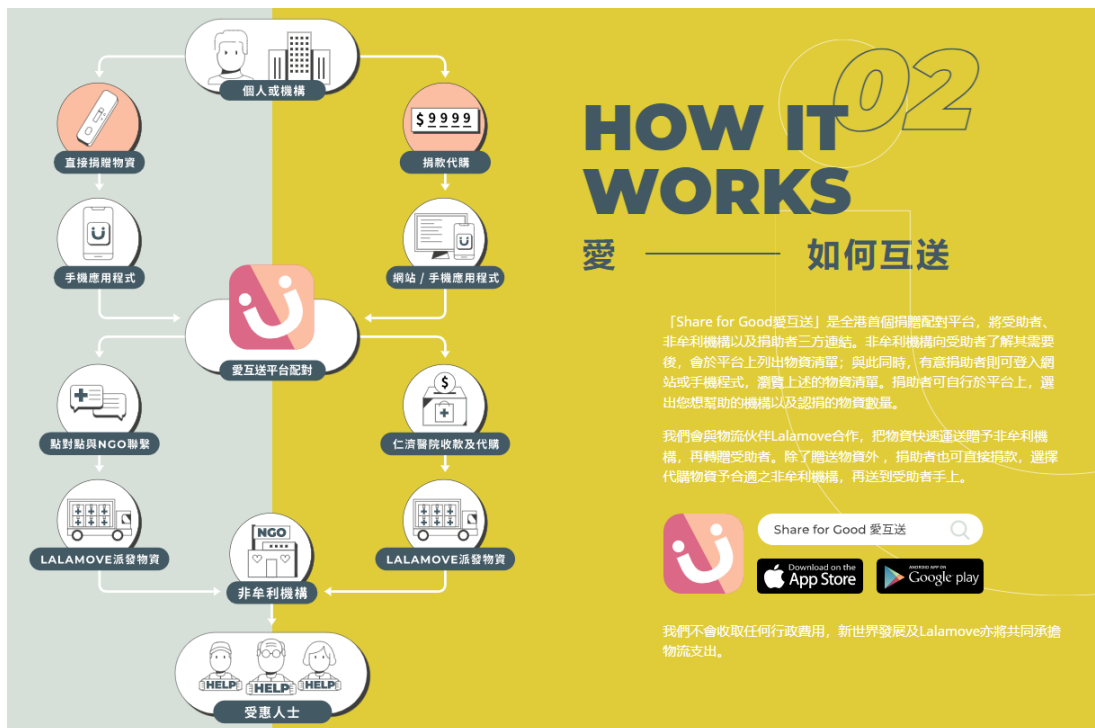 個人或機構
直接捐贈物資
$9999
捐款代購
手機應用程式
網站 / 手機應用程式
愛互送平台配對
點對點與NGO聯繫
$
仁濟醫院收款及代購
LALAMOVE派發物資
NGO
非牟利機構
LALAMOVE派發物資
HELP HELP HELP
受惠人士
02
HOW IT
WORKS
愛 如何互送
「Share for Good愛互送」是全港首個捐贈配對平台，將受助者、
非牟利機構以及捐助者三方連結。非牟利機構向受助者了解其需要
後，會於平台上列出物資清單；與此同時，有意捐助者則可登入網
站或手機程式，瀏覽上述的物資清單。捐助者可自行於平台上，選
出您想幫助的機構以及認捐的物資數量。
我們會與物流伙伴Lalamove合作，把物資快速運送贈予非牟利機
構，再轉贈受助者。除了贈送物資外 ，捐助者也可直接捐款，選擇
代購物資予合適之非牟利機構，再送到受助者手上。
Share for Good 愛互送
Download on the
App Store
ANDROID APP ON
Google play
我們不會收取任何行政費用，新世界發展及Lalamove亦將共同承擔
物流支出。